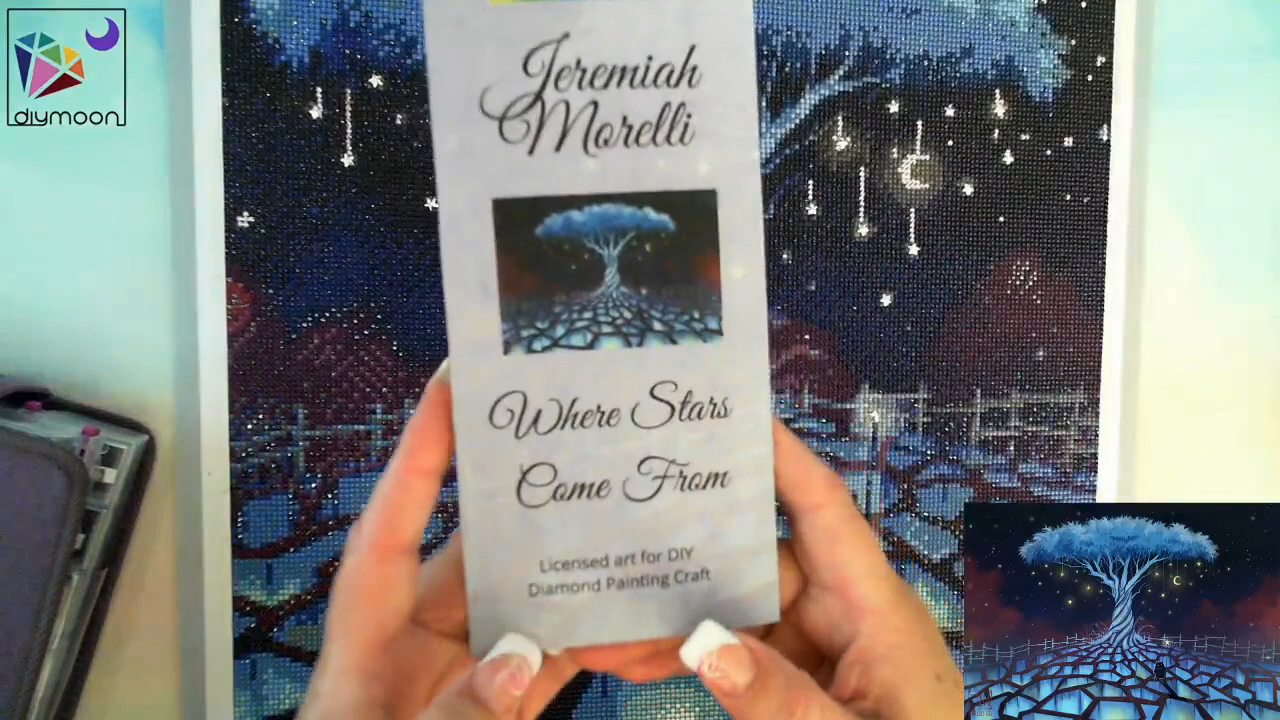 diymoon
Jeremiah
Morelli
Where Stars
Come From
Licensed art for DIY
Diamond Painting Craft